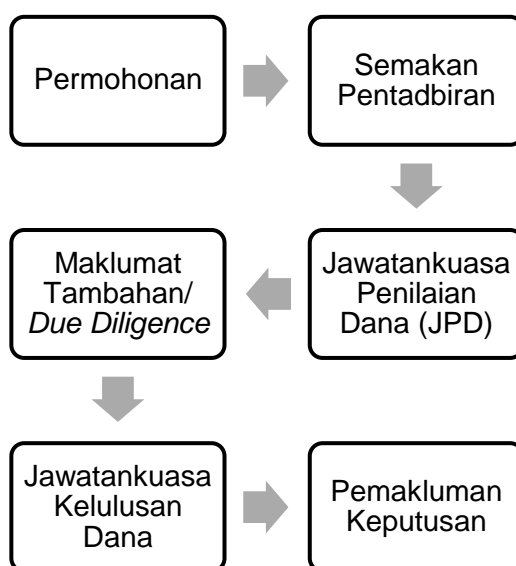 Permohonan
Semakan
Pentadbiran
Jawatankuasa
Penilaian
Dana (JPD)
Maklumat
Tambahan/
Due Diligence
Jawatankuasa
Kelulusan
Dana
Pemakluman
Keputusan